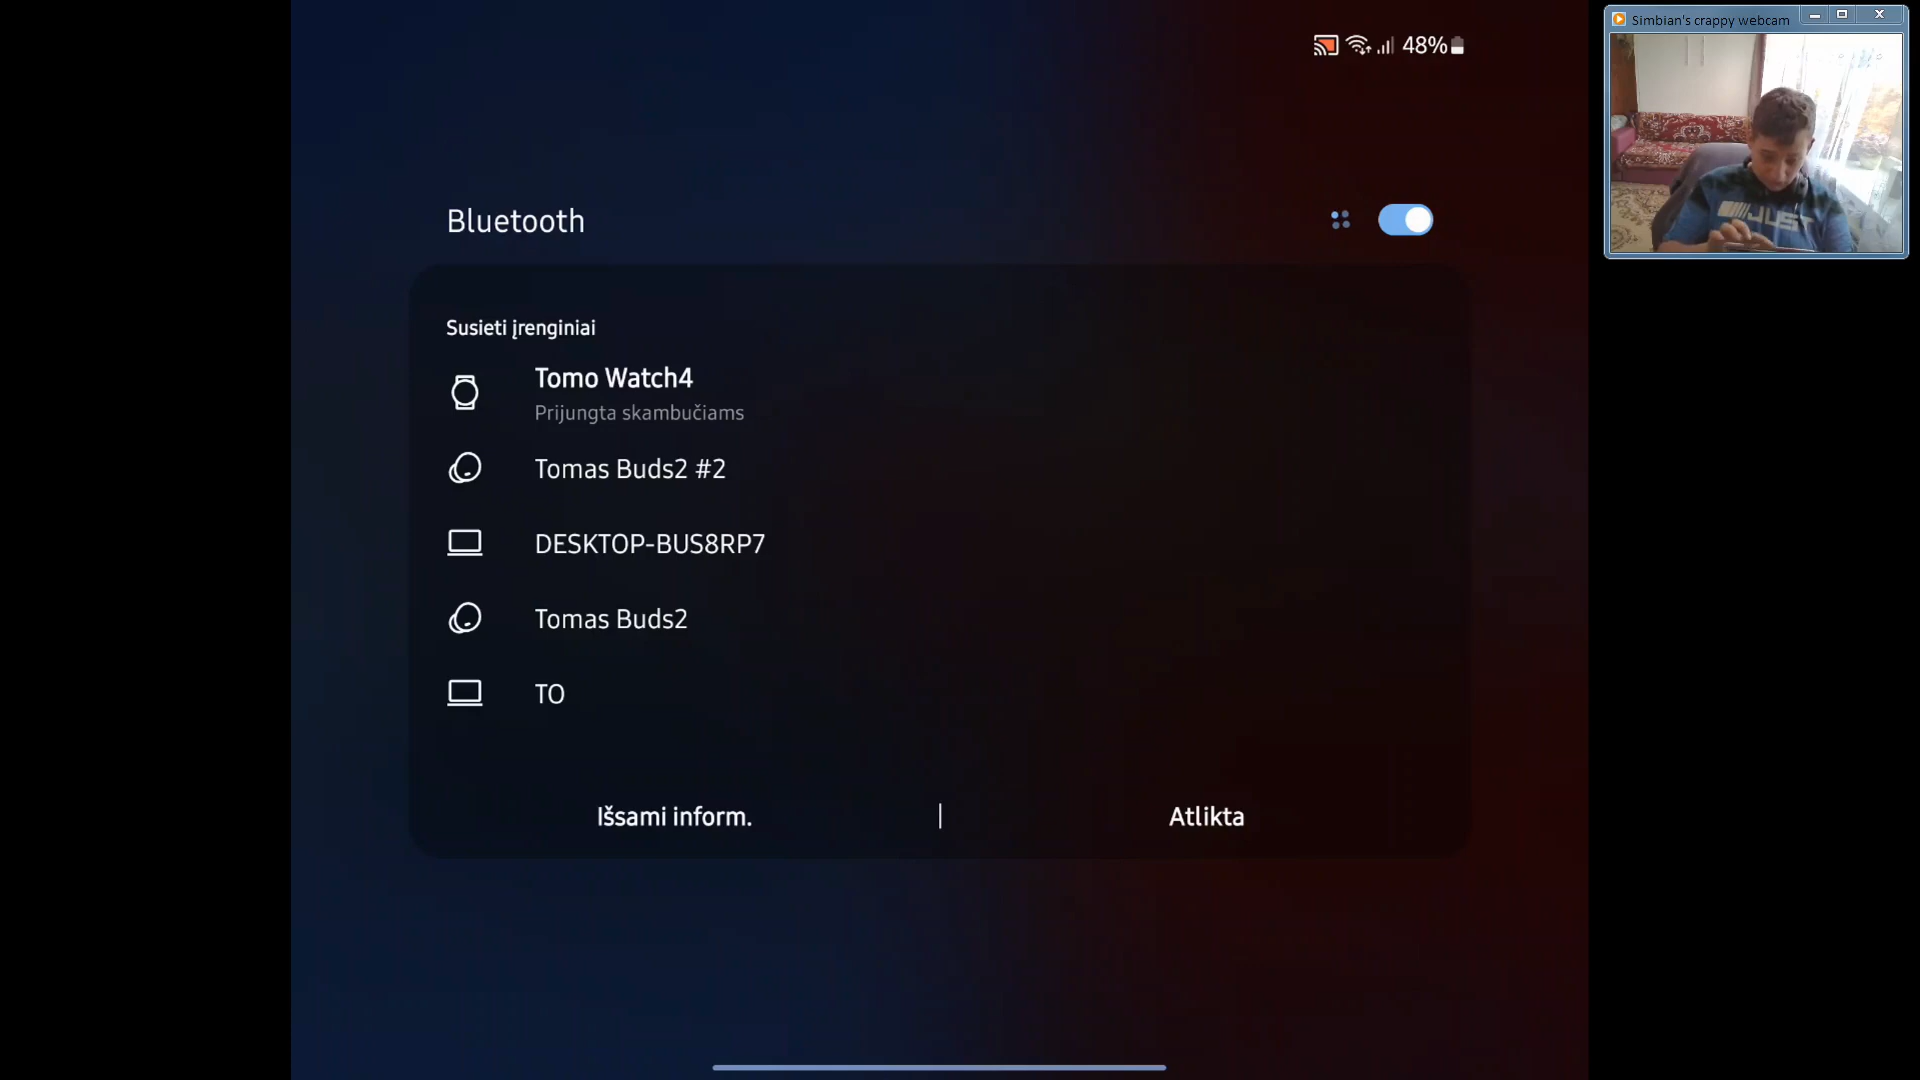 48%
Simbian's crappy webcam
JUST
Bluetooth
Susieti įrenginiai
Tomo Watch4
Prijungta skambučiams
Tomas Buds2 #2
DESKTOP-BUS8RP7
Tomas Buds2
TO
Išsami inform.
Atlikta